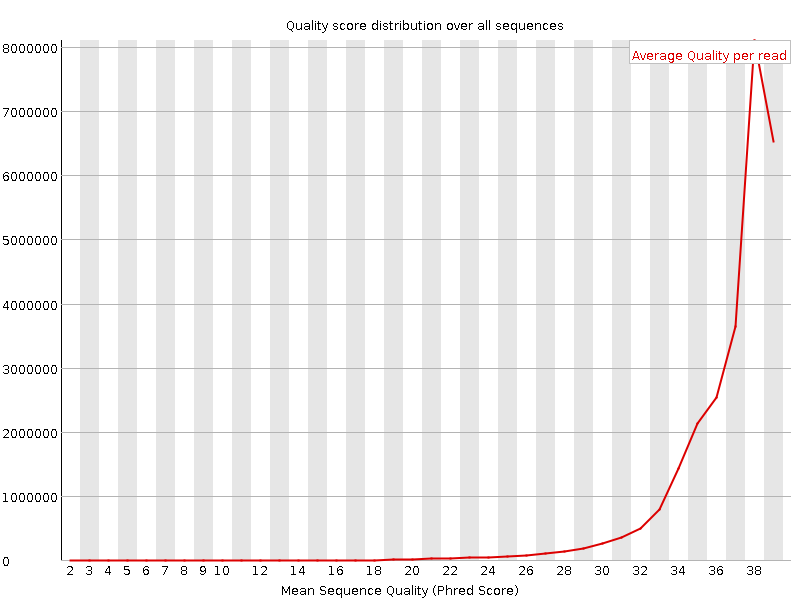 Quality score distribution over all sequences
Average Quality per read
8000000
7000000
6000000
5000000
4000000
3000000
2000000
1000000
0
2 3 4 5 6 7 8 9 10 12 14 16 18 20 22 24 26 28 30 32 34 36 38
Mean Sequence Quality (Phred Score)